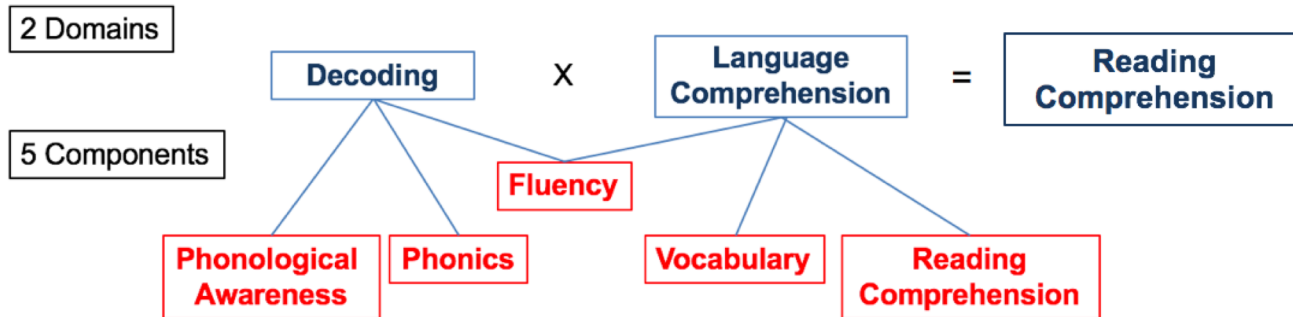 2 Domains
Decoding
X
Language
Comprehension
=
Reading
Comprehension
5 Components
Fluency
Phonological
Awareness
Phonics
Vocabulary
Reading
Comprehension